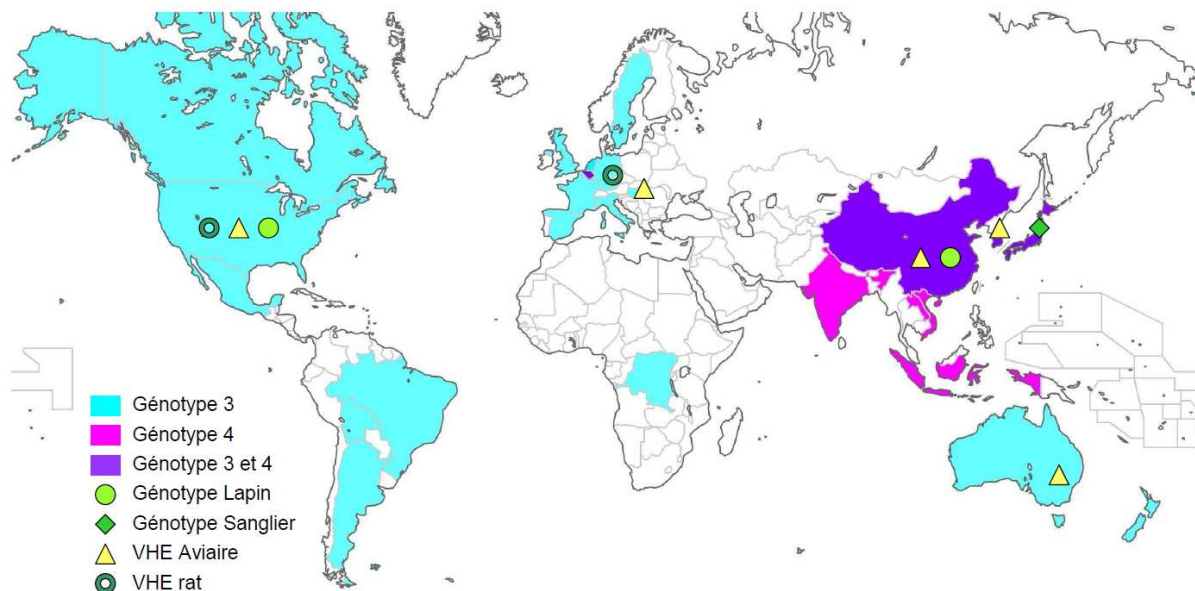 Génotype 3
Génotype 4
Génotype 3 et 4
Génotype Lapin
Génotype Sanglier
VHE Aviaire
VHE rat